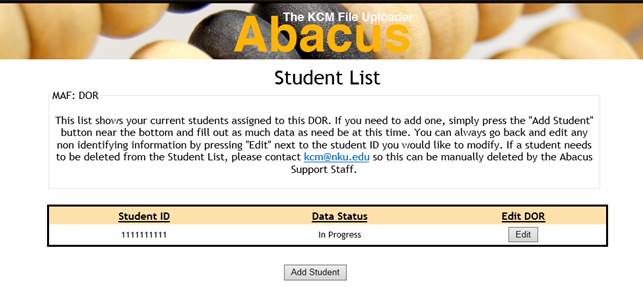 The KCM File Uploader
Abacus
Student List
MAF: DOR
This list shows your current students assigned to this DOR. If you need to add one, simply press the "Add Student"
button near the bottom and fill out as much data as need be at this time. You can always go back and edit any
non identifying information by pressing "Edit" next to the student ID you would like to modify. If a student needs
to be deleted from the Student List, please contact kcm@nku.edu so this can be manually deleted by the Abacus
Support Staff.
Student ID Data Status Edit DOR
1111111111 In Progress Edit
Add Student